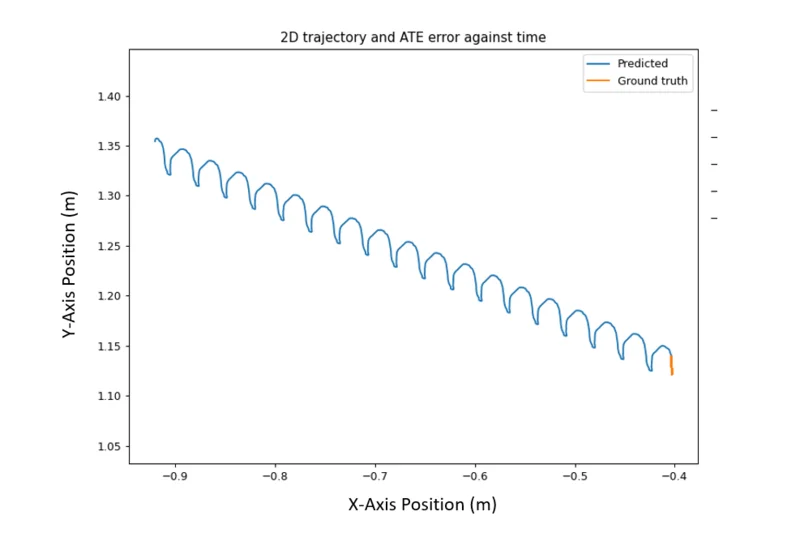 2D trajectory and ATE error against time
Predicted
Ground truth
1.40
1.35
1.30
1.25
1.20
1.15
1.10
1.05
Y-Axis Position (m)
−0.9
−0.8
−0.7
−0.6
−0.5
−0.4
X-Axis Position (m)